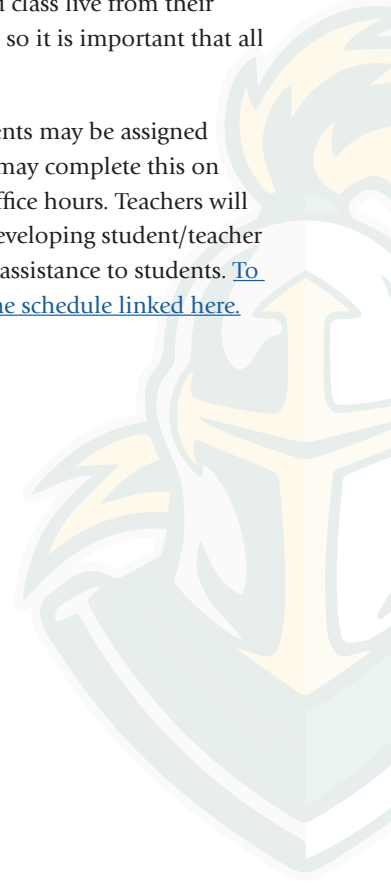 class live from their
so it is important that all
ents may be assigned
may complete this on
ffice hours. Teachers will
eveloping student/teacher
assistance to students. To
he schedule linked here.